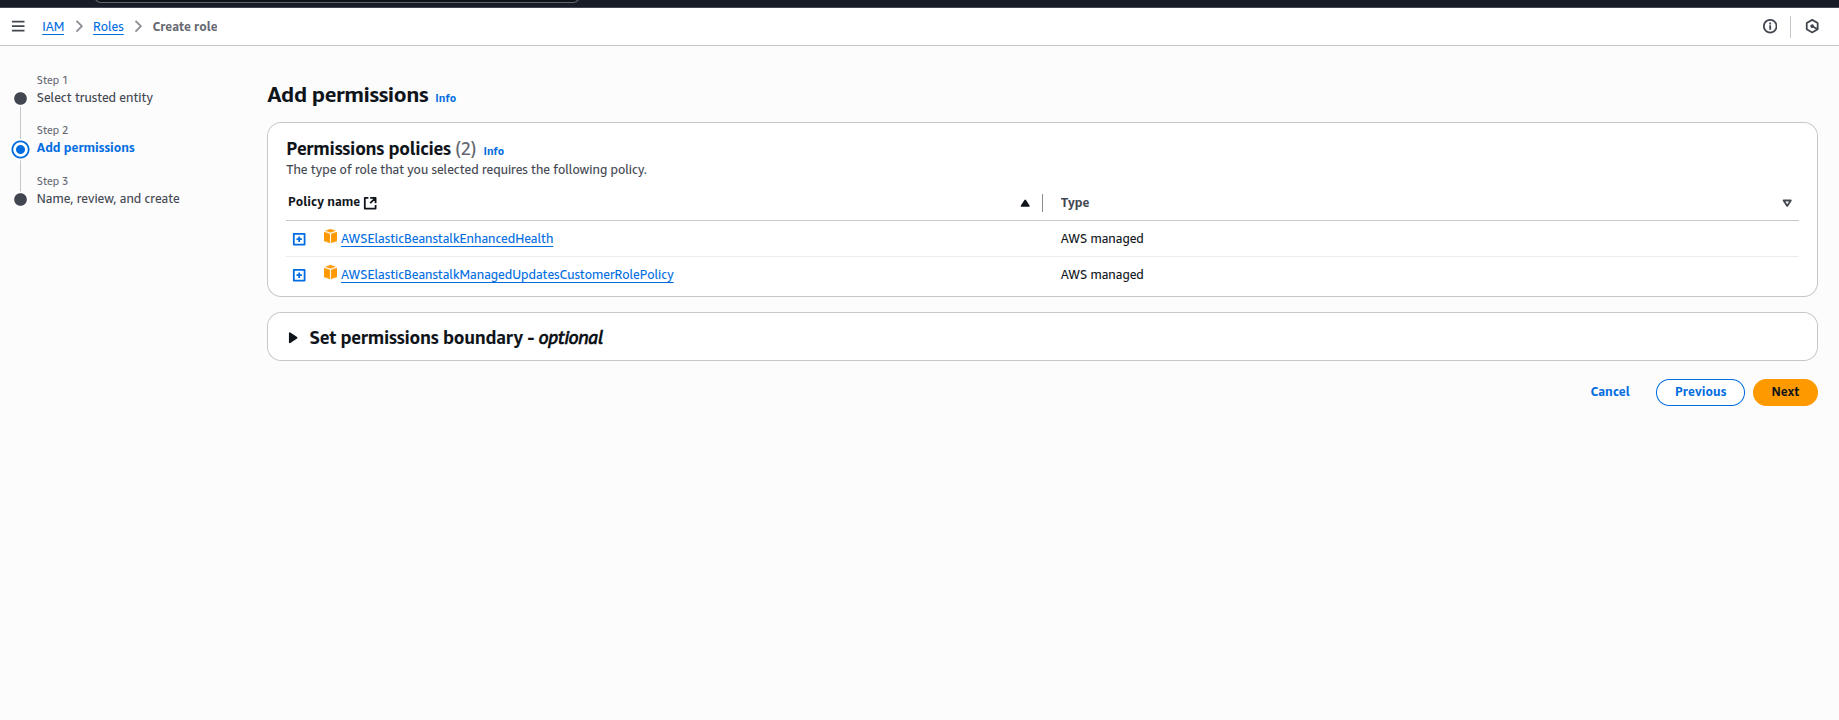 IAM > Roles > Create role
Step 1
Select trusted entity
Step 2
Add permissions
Step 3
Name, review, and create
Add permissions Info
Permissions policies (2) Info
The type of role that you selected requires the following policy.
Policy name Type
AWSElasticBeanstalkEnhancedHealth AWS managed
AWSElasticBeanstalkManagedUpdatesCustomerRolePolicy AWS managed
Set permissions boundary - optional
Cancel Previous Next